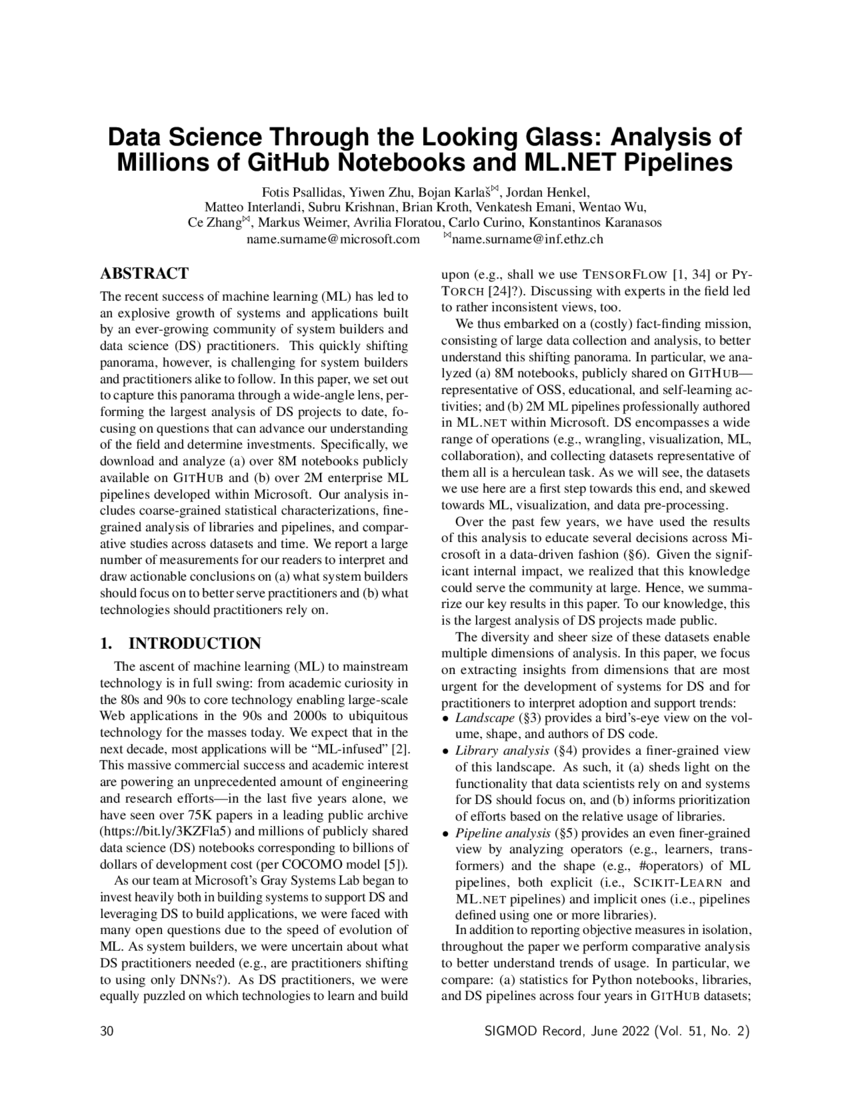 Data Science Through the Looking Glass: Analysis of
Millions of GitHub Notebooks and ML.NET Pipelines
Fotis Psallidas, Yiwen Zhu, Bojan Karlaš⋈, Jordan Henkel,
Matteo Interlandi, Subru Krishnan, Brian Kroth, Venkatesh Emani, Wentao Wu,
Ce Zhang⋈, Markus Weimer, Avrilia Floratou, Carlo Curino, Konstantinos Karanasos
name.surname@microsoft.com ⋈name.surname@inf.ethz.ch
ABSTRACT
The recent success of machine learning (ML) has led to
an explosive growth of systems and applications built
by an ever-growing community of system builders and
data science (DS) practitioners. This quickly shifting
panorama, however, is challenging for system builders
and practitioners alike to follow. In this paper, we set out
to capture this panorama through a wide-angle lens, per-
forming the largest analysis of DS projects to date, fo-
cusing on questions that can advance our understanding
of the field and determine investments. Specifically, we
download and analyze (a) over 8M notebooks publicly
available on GITHUB and (b) over 2M enterprise ML
pipelines developed within Microsoft. Our analysis in-
cludes coarse-grained statistical characterizations, fine-
grained analysis of libraries and pipelines, and compar-
ative studies across datasets and time. We report a large
number of measurements for our readers to interpret and
draw actionable conclusions on (a) what system builders
should focus on to better serve practitioners and (b) what
technologies should practitioners rely on.
1. INTRODUCTION
The ascent of machine learning (ML) to mainstream
technology is in full swing: from academic curiosity in
the 80s and 90s to core technology enabling large-scale
Web applications in the 90s and 2000s to ubiquitous
technology for the masses today. We expect that in the
next decade, most applications will be “ML-infused” [2].
This massive commercial success and academic interest
are powering an unprecedented amount of engineering
and research efforts—in the last five years alone, we
have seen over 75K papers in a leading public archive
(https://bit.ly/3KZFla5) and millions of publicly shared
data science (DS) notebooks corresponding to billions of
dollars of development cost (per COCOMO model [5]).
As our team at Microsoft’s Gray Systems Lab began to
invest heavily both in building systems to support DS and
leveraging DS to build applications, we were faced with
many open questions due to the speed of evolution of
ML. As system builders, we were uncertain about what
DS practitioners needed (e.g., are practitioners shifting
to using only DNNs?). As DS practitioners, we were
equally puzzled on which technologies to learn and build
upon (e.g., shall we use TENSORFLOW [1, 34] or PY-
TORCH [24]?). Discussing with experts in the field led
to rather inconsistent views, too.
We thus embarked on a (costly) fact-finding mission,
consisting of large data collection and analysis, to better
understand this shifting panorama. In particular, we ana-
lyzed (a) 8M notebooks, publicly shared on GITHUB—
representative of OSS, educational, and self-learning ac-
tivities; and (b) 2M ML pipelines professionally authored
in ML.NET within Microsoft. DS encompasses a wide
range of operations (e.g., wrangling, visualization, ML,
collaboration), and collecting datasets representative of
them all is a herculean task. As we will see, the datasets
we use here are a first step towards this end, and skewed
towards ML, visualization, and data pre-processing.
Over the past few years, we have used the results
of this analysis to educate several decisions across Mi-
crosoft in a data-driven fashion (§6). Given the signif-
icant internal impact, we realized that this knowledge
could serve the community at large. Hence, we summa-
rize our key results in this paper. To our knowledge, this
is the largest analysis of DS projects made public.
The diversity and sheer size of these datasets enable
multiple dimensions of analysis. In this paper, we focus
on extracting insights from dimensions that are most
urgent for the development of systems for DS and for
practitioners to interpret adoption and support trends:
• Landscape (§3) provides a bird’s-eye view on the vol-
ume, shape, and authors of DS code.
• Library analysis (§4) provides a finer-grained view
of this landscape. As such, it (a) sheds light on the
functionality that data scientists rely on and systems
for DS should focus on, and (b) informs prioritization
of efforts based on the relative usage of libraries.
• Pipeline analysis (§5) provides an even finer-grained
view by analyzing operators (e.g., learners, trans-
formers) and the shape (e.g., #operators) of ML
pipelines, both explicit (i.e., SCIKIT-LEARN and
ML.NET pipelines) and implicit ones (i.e., pipelines
defined using one or more libraries).
In addition to reporting objective measures in isolation,
throughout the paper we perform comparative analysis
to better understand trends of usage. In particular, we
compare: (a) statistics for Python notebooks, libraries,
and DS pipelines across four years in GITHUB datasets;
30
SIGMOD Record, June 2022 (Vol. 51, No. 2)